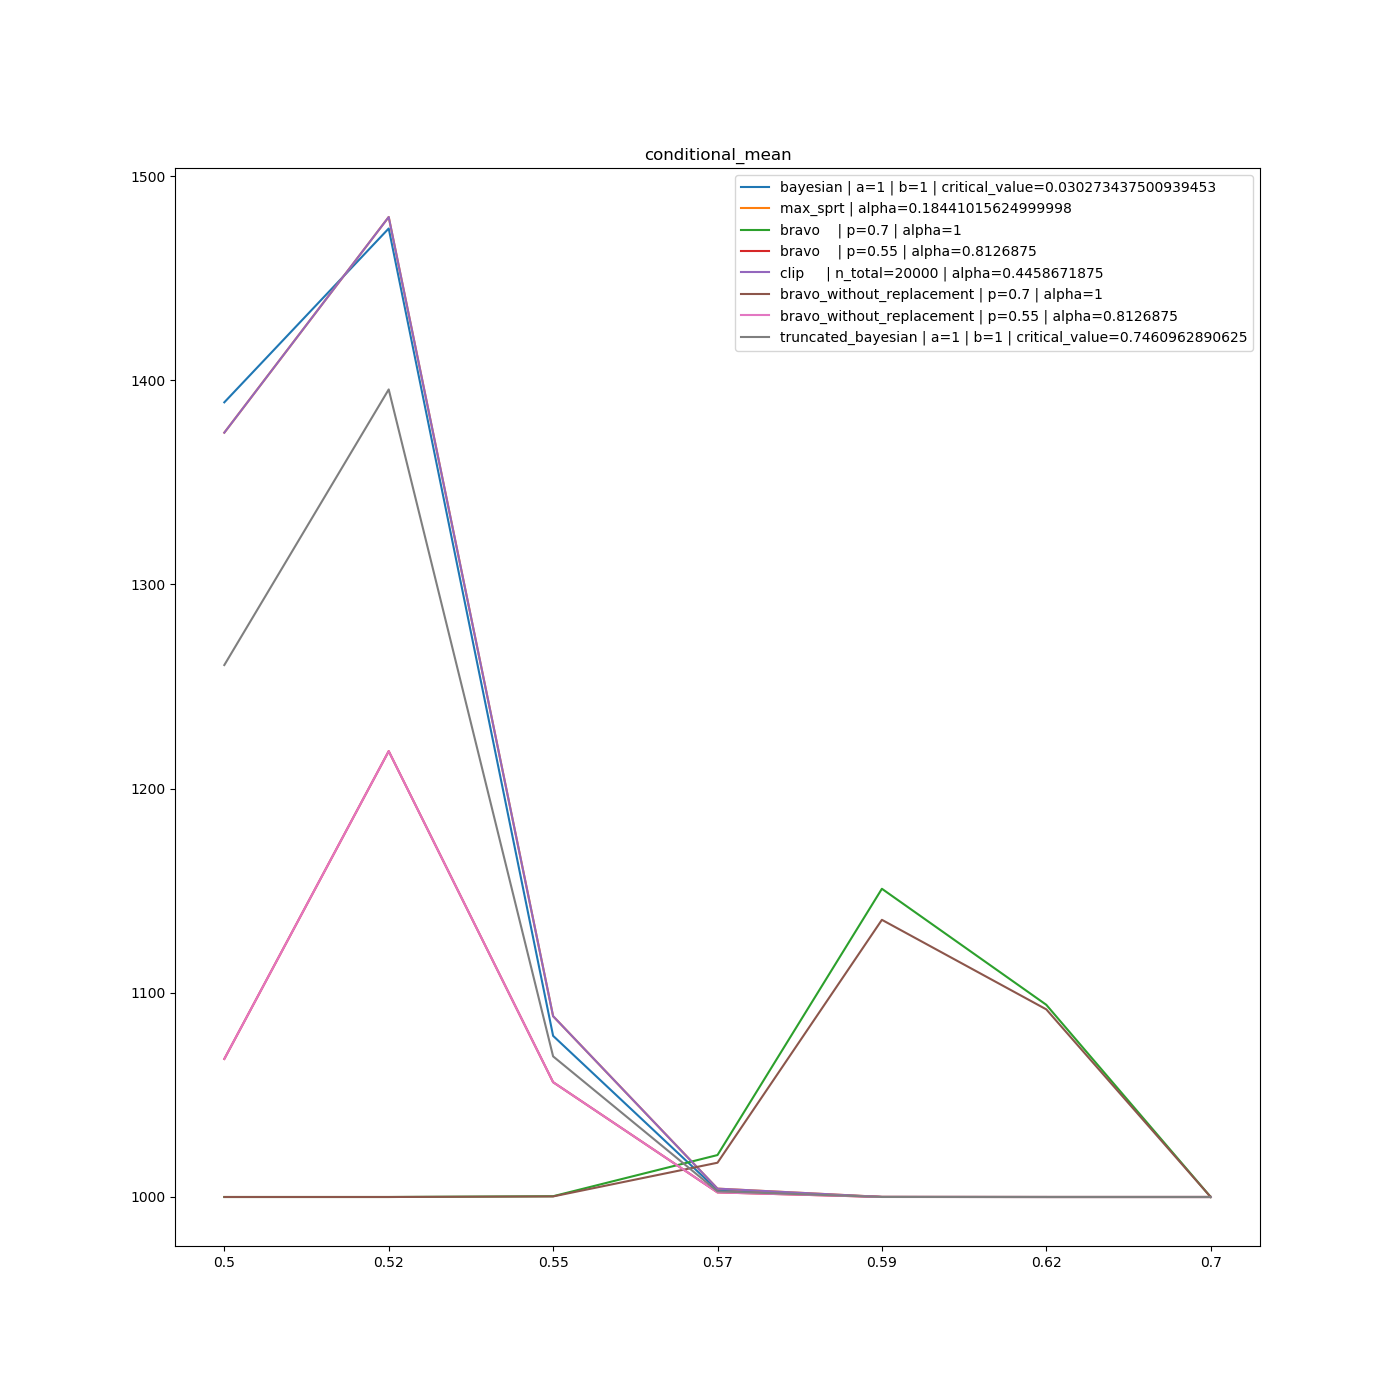 conditional_mean
1500
1400
1300
1200
1100
1000
bayesian | a=1 | b=1 | critical_value=0.030273437500939453
max_sprt | alpha=0.18441015624999998
bravo    | p=0.7 | alpha=1
bravo    | p=0.55 | alpha=0.8126875
clip     | n_total=20000 | alpha=0.4458671875
bravo_without_replacement | p=0.7 | alpha=1
bravo_without_replacement | p=0.55 | alpha=0.8126875
truncated_bayesian | a=1 | b=1 | critical_value=0.7460962890625
0.5 0.52 0.55 0.57 0.59 0.62 0.7